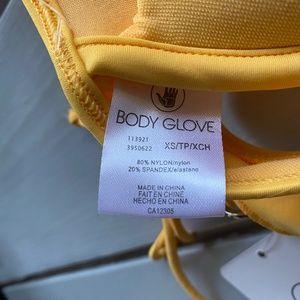 BODY GLOVE
113921
3950622 XS/TP/XCH
80% NYLON/nylon
20% SPANDEX/elastano
MADE IN CHINA
FAIT EN CHINE
HECHO EN CHINA
CA12305